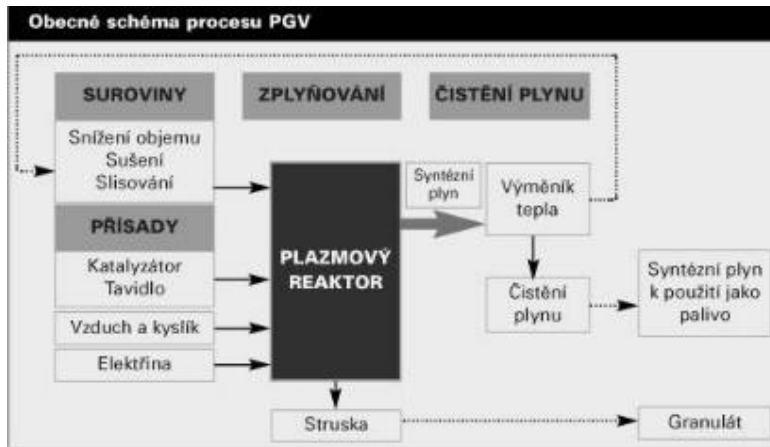 Obecné schéma procesu PGV
SUROVINY
ZPLYŇOVÁNÍ
ČISTĚNÍ PLYNU
Snížení objemu
Sušení
Slisování
PŘÍSADY
Katalyzátor
Tavidlo
Vzduch a kyslík
Elektřina
PLAZMOVÝ
REAKTOR
Syntézní
plyn
Výměník
tepla
Čistění
plynu
Syntézní plyn
k použití jako
palivo
Struska
Granulát